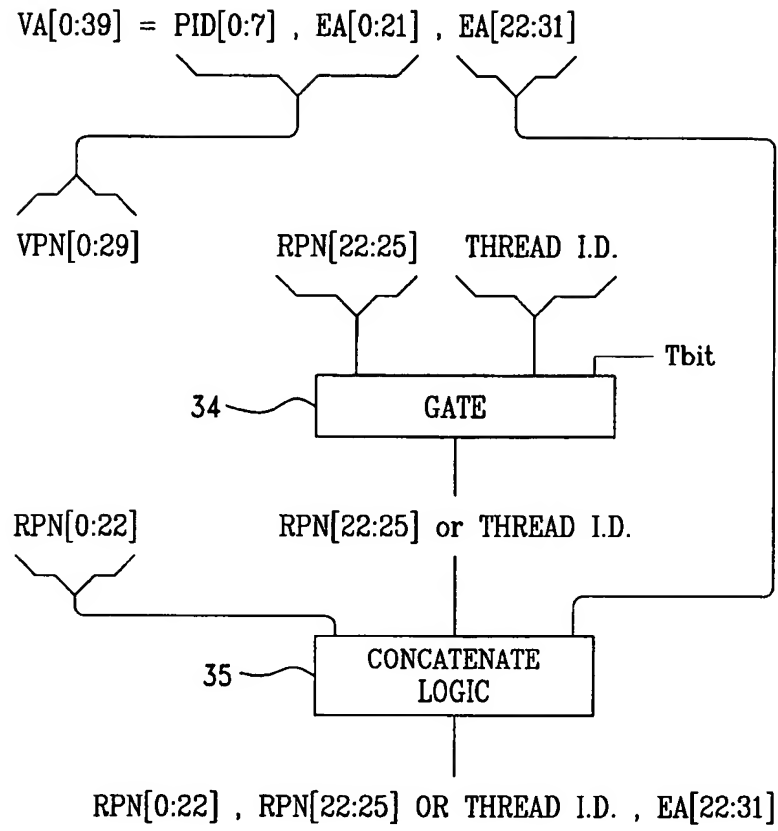 VA[0:39] = PID[0:7] , EA[0:21] , EA[22:31]
VPN[0:29]
RPN[22:25]
THREAD I.D.
Tbit
34
GATE
RPN[0:22]
RPN[22:25] or THREAD I.D.
35
CONCATENATE
LOGIC
RPN[0:22] , RPN[22:25] OR THREAD I.D. , EA[22:31]